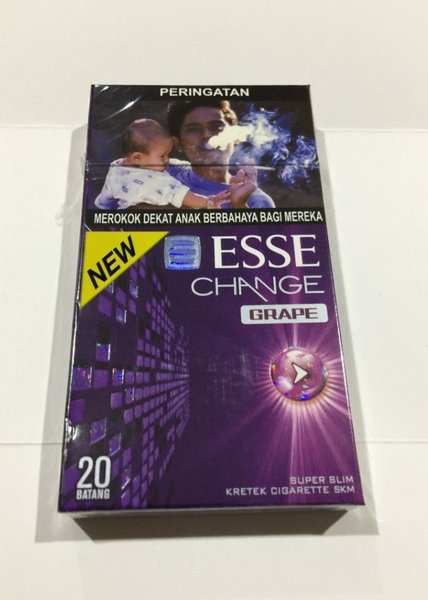 PERINGATAN
MEROKOK DEKAT ANAK BERBAHAYA BAGI MEREKA
NEW
ESSE
CHANGE
GRAPE
20
BATANG
SUPER SLIM
KRETEK CIGARETTE SKM